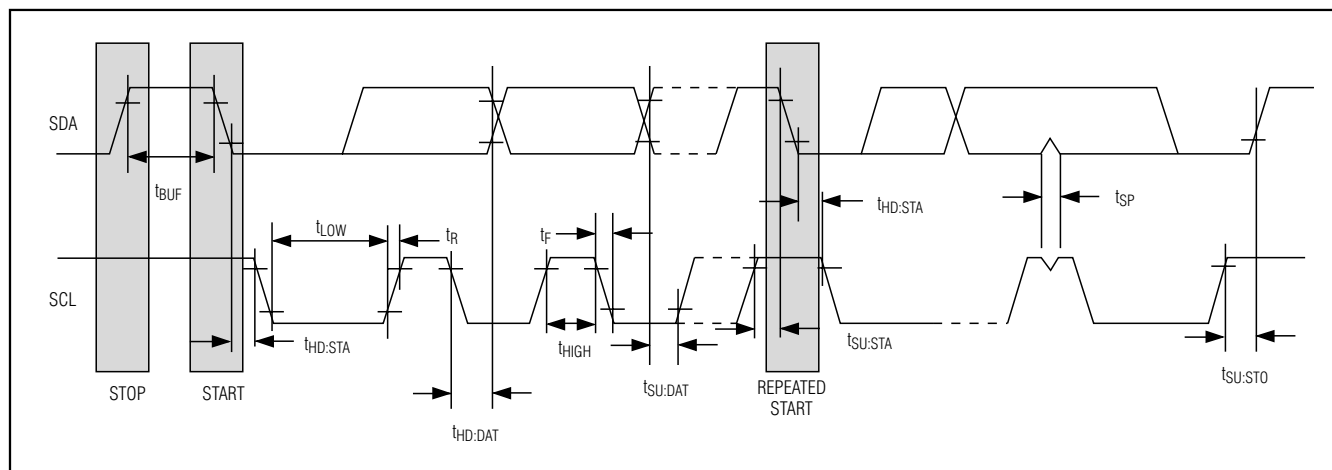 SDA
tBUF
tHD:STA
tSP
tLOW
tR
tF
SCL
tHD:STA
tHIGH
tSU:STA
tSU:DAT
tSU:STO
STOP
START
REPEATED
START
tHD:DAT